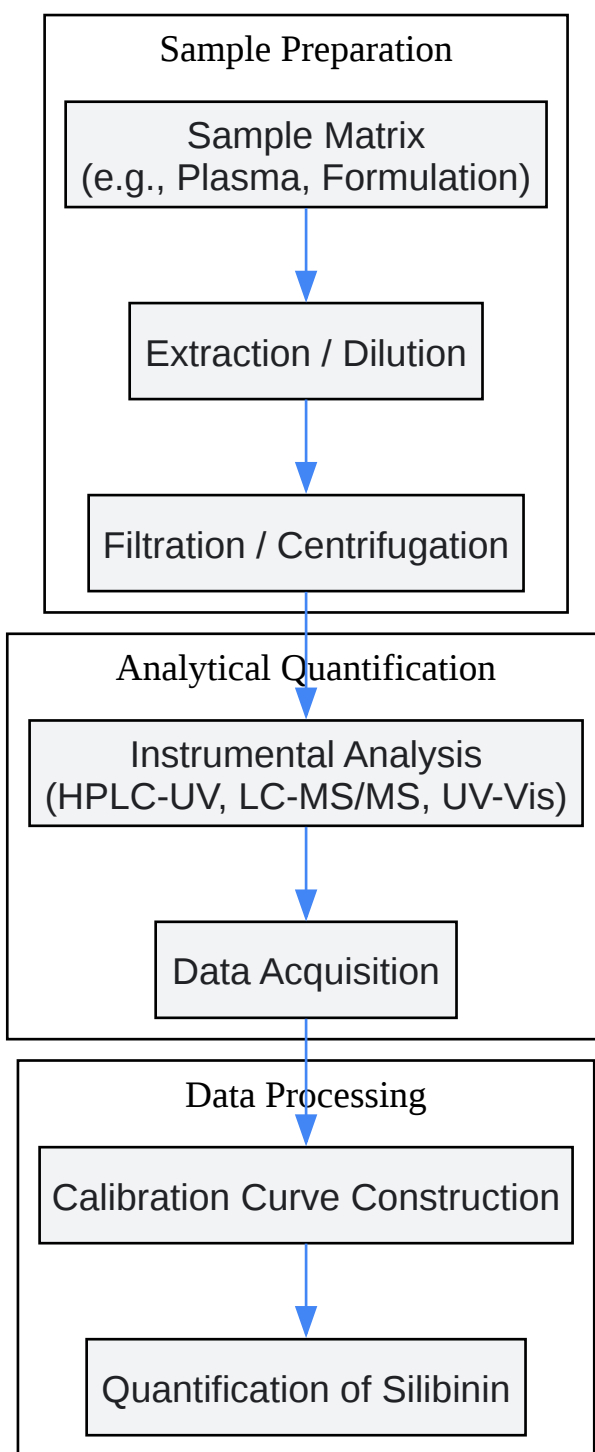 Sample Preparation
Sample Matrix
(e.g., Plasma, Formulation)
Extraction / Dilution
Filtration / Centrifugation
Analytical Quantification
Instrumental Analysis
(HPLC-UV, LC-MS/MS, UV-Vis)
Data Acquisition
Data Processing
Calibration Curve Construction
Quantification of Silibinin